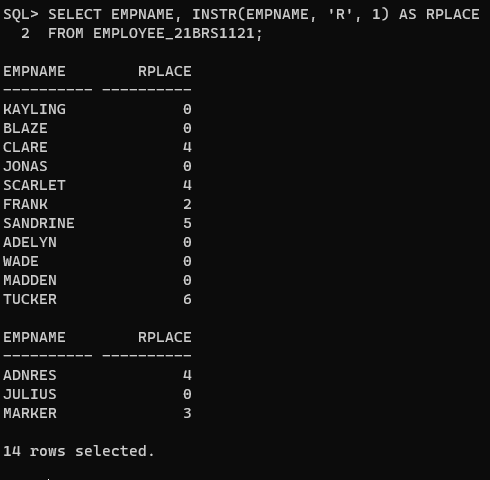 SQL> SELECT EMPNAME, INSTR(EMPNAME, 'R', 1) AS RPLACE
  2  FROM EMPLOYEE_21BRS1121;

EMPNAME        RPLACE
---------- ----------
KAYLING             0
BLAZE               0
CLARE               4
JONAS               0
SCARLET             4
FRANK               2
SANDRINE            5
ADELYN              0
WADE                0
MADDEN              0
TUCKER              6

EMPNAME        RPLACE
---------- ----------
ADNRES              4
JULIUS              0
MARKER              3

14 rows selected.